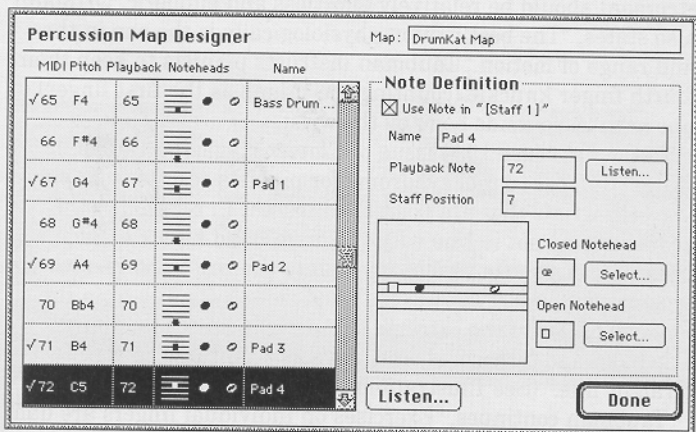 Percussion Map Designer
Map: DrumKat Map
MIDI Pitch Playback Noteheads Name
√65 F4 65 Bass Drum ...
66 F#4 66
√67 G4 67 Pad 1
68 G#4 68
√69 A4 69 Pad 2
70 Bb4 70
√71 B4 71 Pad 3
√72 C5 72 Pad 4
Note Definition
Use Note in "[Staff 1]"
Name Pad 4
Playback Note 72 Listen...
Staff Position 7
Closed Notehead
œ Select...
Open Notehead
Select...
Listen... Done